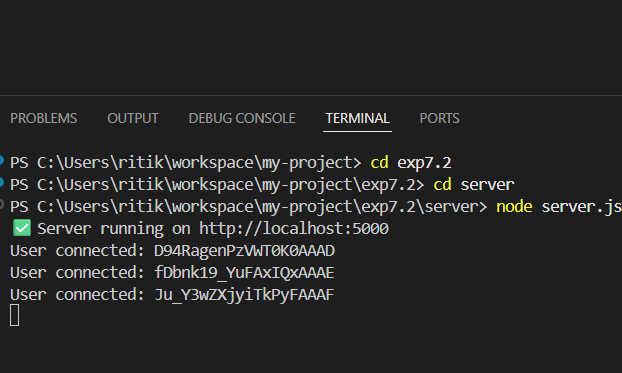 PROBLEMS OUTPUT DEBUG CONSOLE TERMINAL PORTS
PS C:\Users\ritik\workspace\my-project> cd exp7.2
PS C:\Users\ritik\workspace\my-project\exp7.2> cd server
PS C:\Users\ritik\workspace\my-project\exp7.2\server> node server.js
✅ Server running on http://localhost:5000
User connected: D94RagenPzVWT0K0AAAD
User connected: fDbnk19_YuFAxIQxAAAE
User connected: Ju_Y3wZXjyiTkPyFAAAF